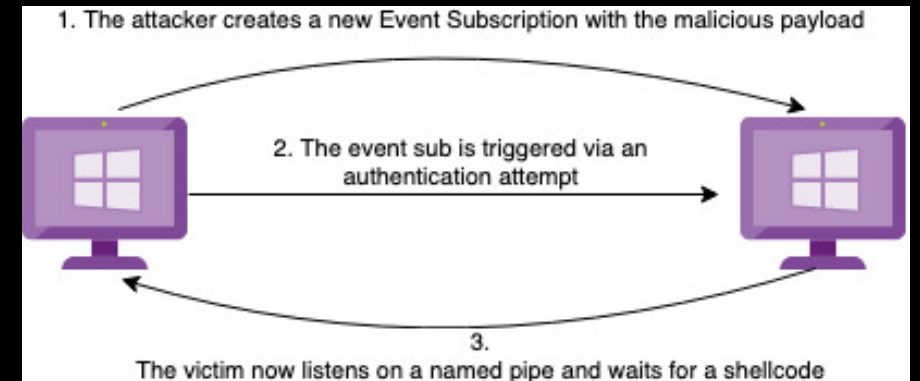 1. The attacker creates a new Event Subscription with the malicious payload
2. The event sub is triggered via an
authentication attempt
3.
The victim now listens on a named pipe and waits for a shellcode